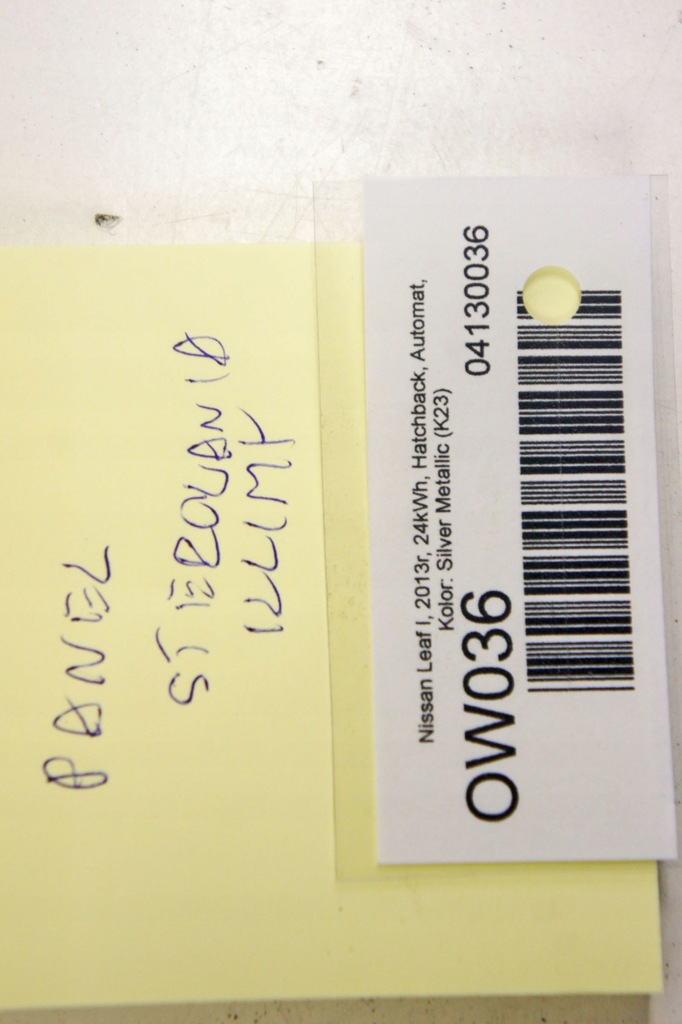 PANEL
STEROWANIA
KLIMY
Nissan Leaf I, 2013r, 24kWh, Hatchback, Automat,
Kolor: Silver Metallic (K23)
OW036 04130036